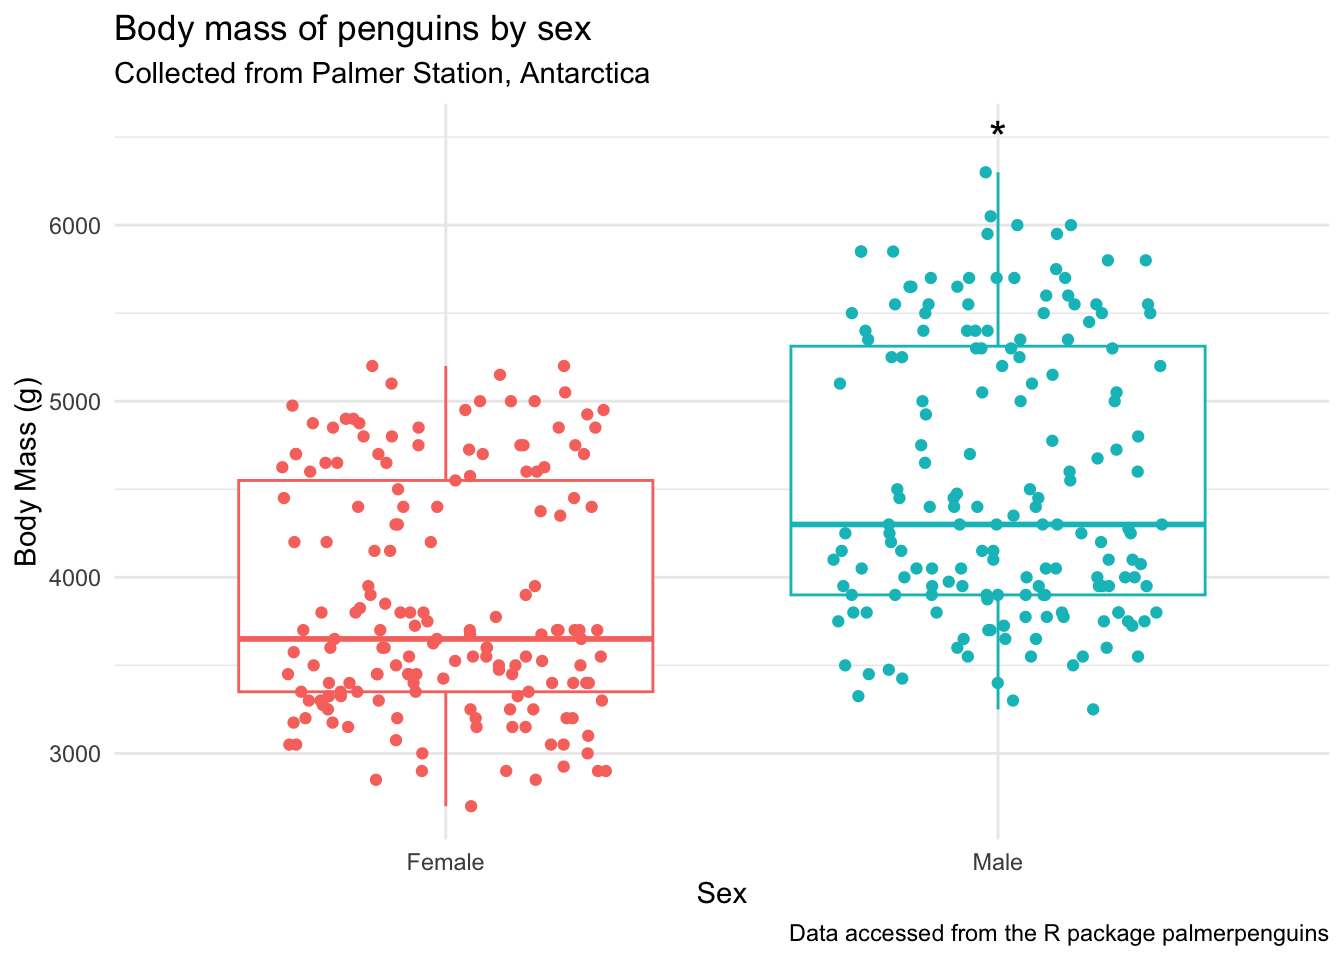 Body mass of penguins by sex
Collected from Palmer Station, Antarctica
*
6000
5000
4000
3000
Body Mass (g)
Female
Male
Sex
Data accessed from the R package palmerpenguins